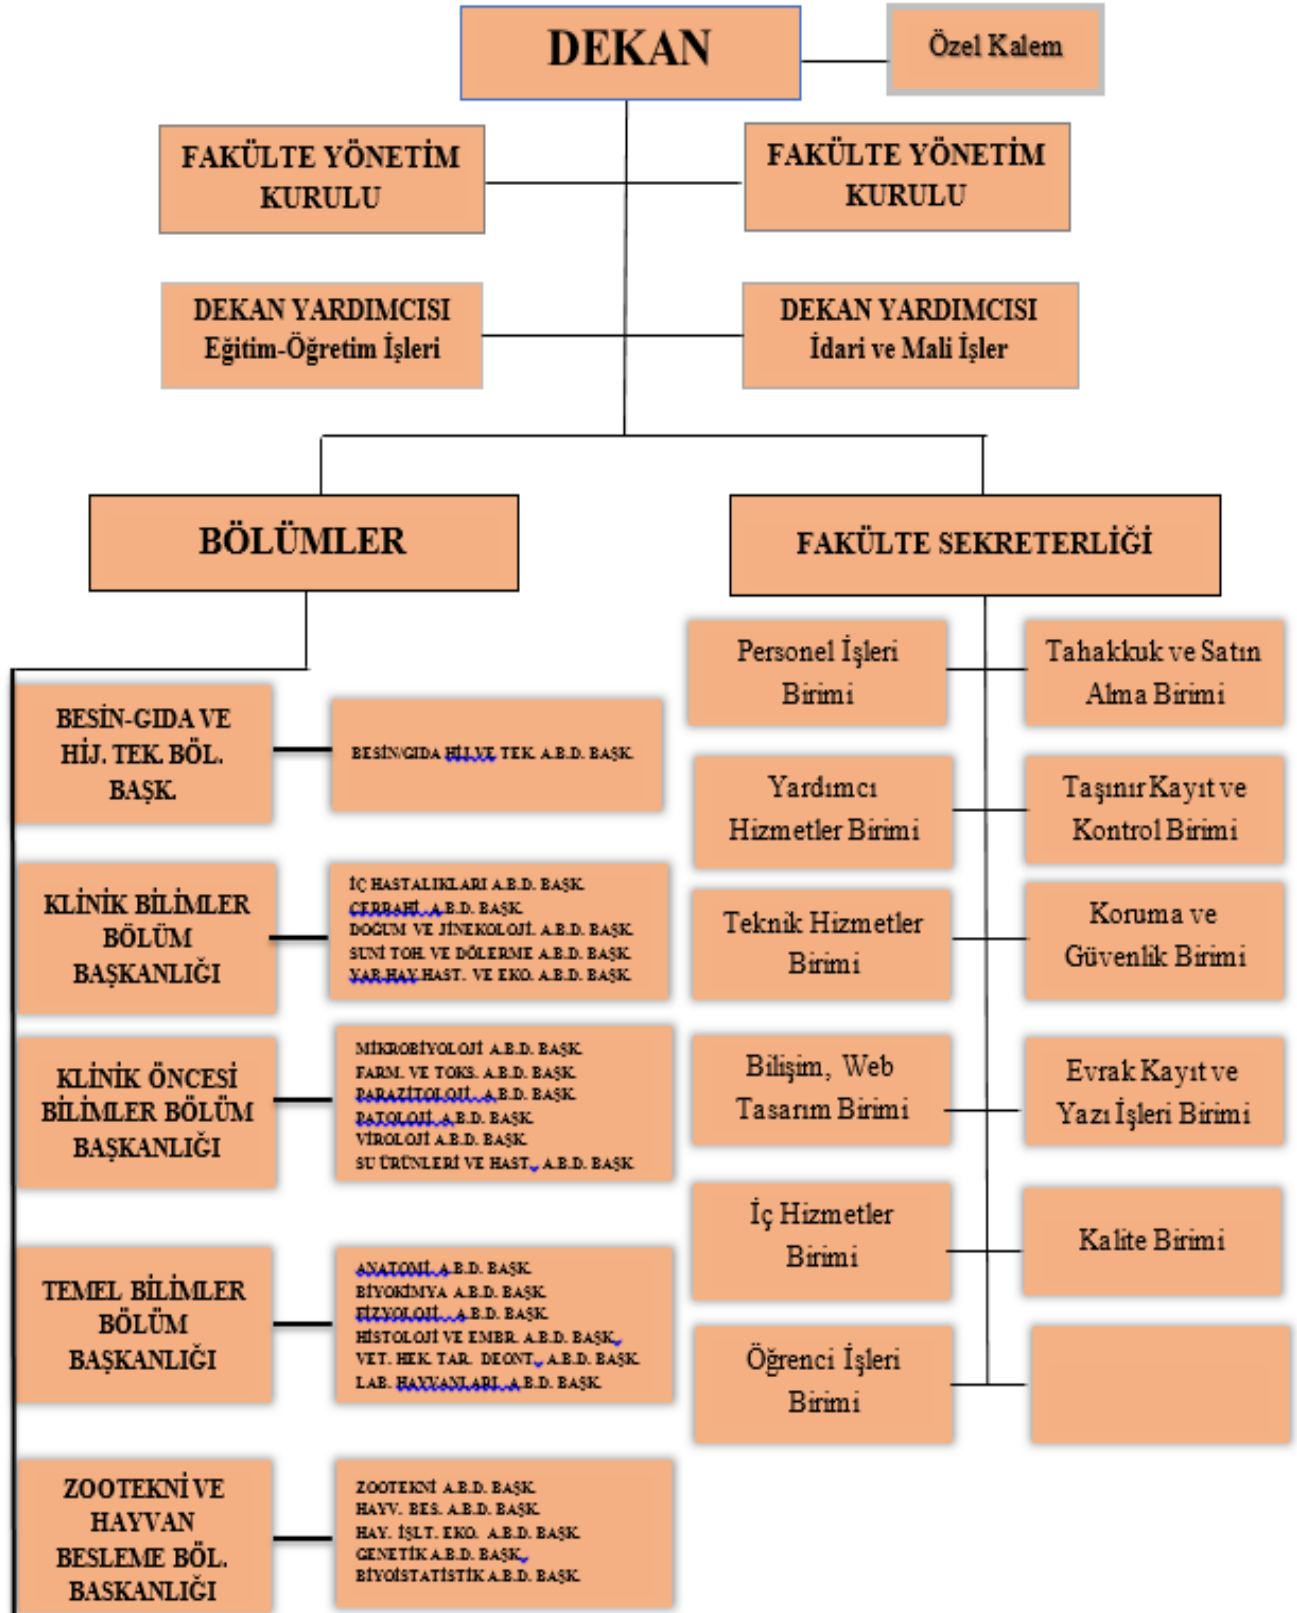 DEKAN
Özel Kalem
FAKÜLTE YÖNETİM
KURULU
FAKÜLTE YÖNETİM
KURULU
DEKAN YARDIMCISI
Eğitim-Öğretim İşleri
DEKAN YARDIMCISI
İdari ve Mali İşler
BÖLÜMLER
BESİN-GIDA VE
HİJ. TEK. BÖL.
BAŞK.
BESİN/GIDA HİJ.VE TEK. A.B.D. BAŞK.
KLİNİK BİLİMLER
BÖLÜM
BAŞKANLIĞI
İÇ HASTALIKLARI A.B.D. BAŞK.
CERRAHİ A.B.D. BAŞK.
DOĞUM VE JİNEKOLOJİ. A.B.D. BAŞK.
SUNİ TOH. VE DÖLERME A.B.D. BAŞK.
YAB.HAY.HAST. VE EKO. A.B.D. BAŞK.
KLİNİK ÖNCESİ
BİLİMLER BÖLÜM
BAŞKANLIĞI
MİKROBİYOLOJİ A.B.D. BAŞK.
FARM. VE TOKS. A.B.D. BAŞK.
PARAZİTOLOJİ A.B.D. BAŞK.
PATOLOJİ A.B.D. BAŞK.
VİROLOJİ A.B.D. BAŞK.
SU ÜRÜNLERİ VE HAST. A.B.D. BAŞK.
TEMEL BİLİMLER
BÖLÜM
BAŞKANLIĞI
ANATOMİ A.B.D. BAŞK.
BİYOKİMYA A.B.D. BAŞK.
FİZYOLOJİ A.B.D. BAŞK.
HİSTOLOJİ VE EMBR. A.B.D. BAŞK.
VET. HEK. TAR. DEONT. A.B.D. BAŞK.
LAB. HAYVANLARI A.B.D. BAŞK.
ZOOTEKNİ VE
HAYVAN
BESLEME BÖL.
BASKANLIĞI
ZOOTEKNİ A.B.D. BAŞK.
HAYV. BES. A.B.D. BAŞK.
HAY. İŞLT. EKO. A.B.D. BAŞK.
GENETİK A.B.D. BAŞK.
BİYOİSTATİSTİK A.B.D. BAŞK.
FAKÜLTE SEKRETERLİĞİ
Personel İşleri
Birimi
Tahakkuk ve Satın
Alma Birimi
Yardımcı
Hizmetler Birimi
Taşınır Kayıt ve
Kontrol Birimi
Teknik Hizmetler
Birimi
Koruma ve
Güvenlik Birimi
Bilişim, Web
Tasarım Birimi
Evrak Kayıt ve
Yazı İşleri Birimi
İç Hizmetler
Birimi
Kalite Birimi
Öğrenci İşleri
Birimi